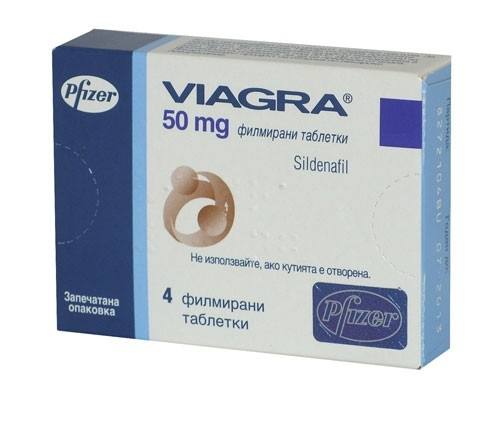 Pfizer
VIAGRA®
50 mg филмирани таблетки
Sildenafil
Не използвайте, ако кутията е отворена.
4 филмирани
таблетки
Запечатана
опаковка
Pfizer